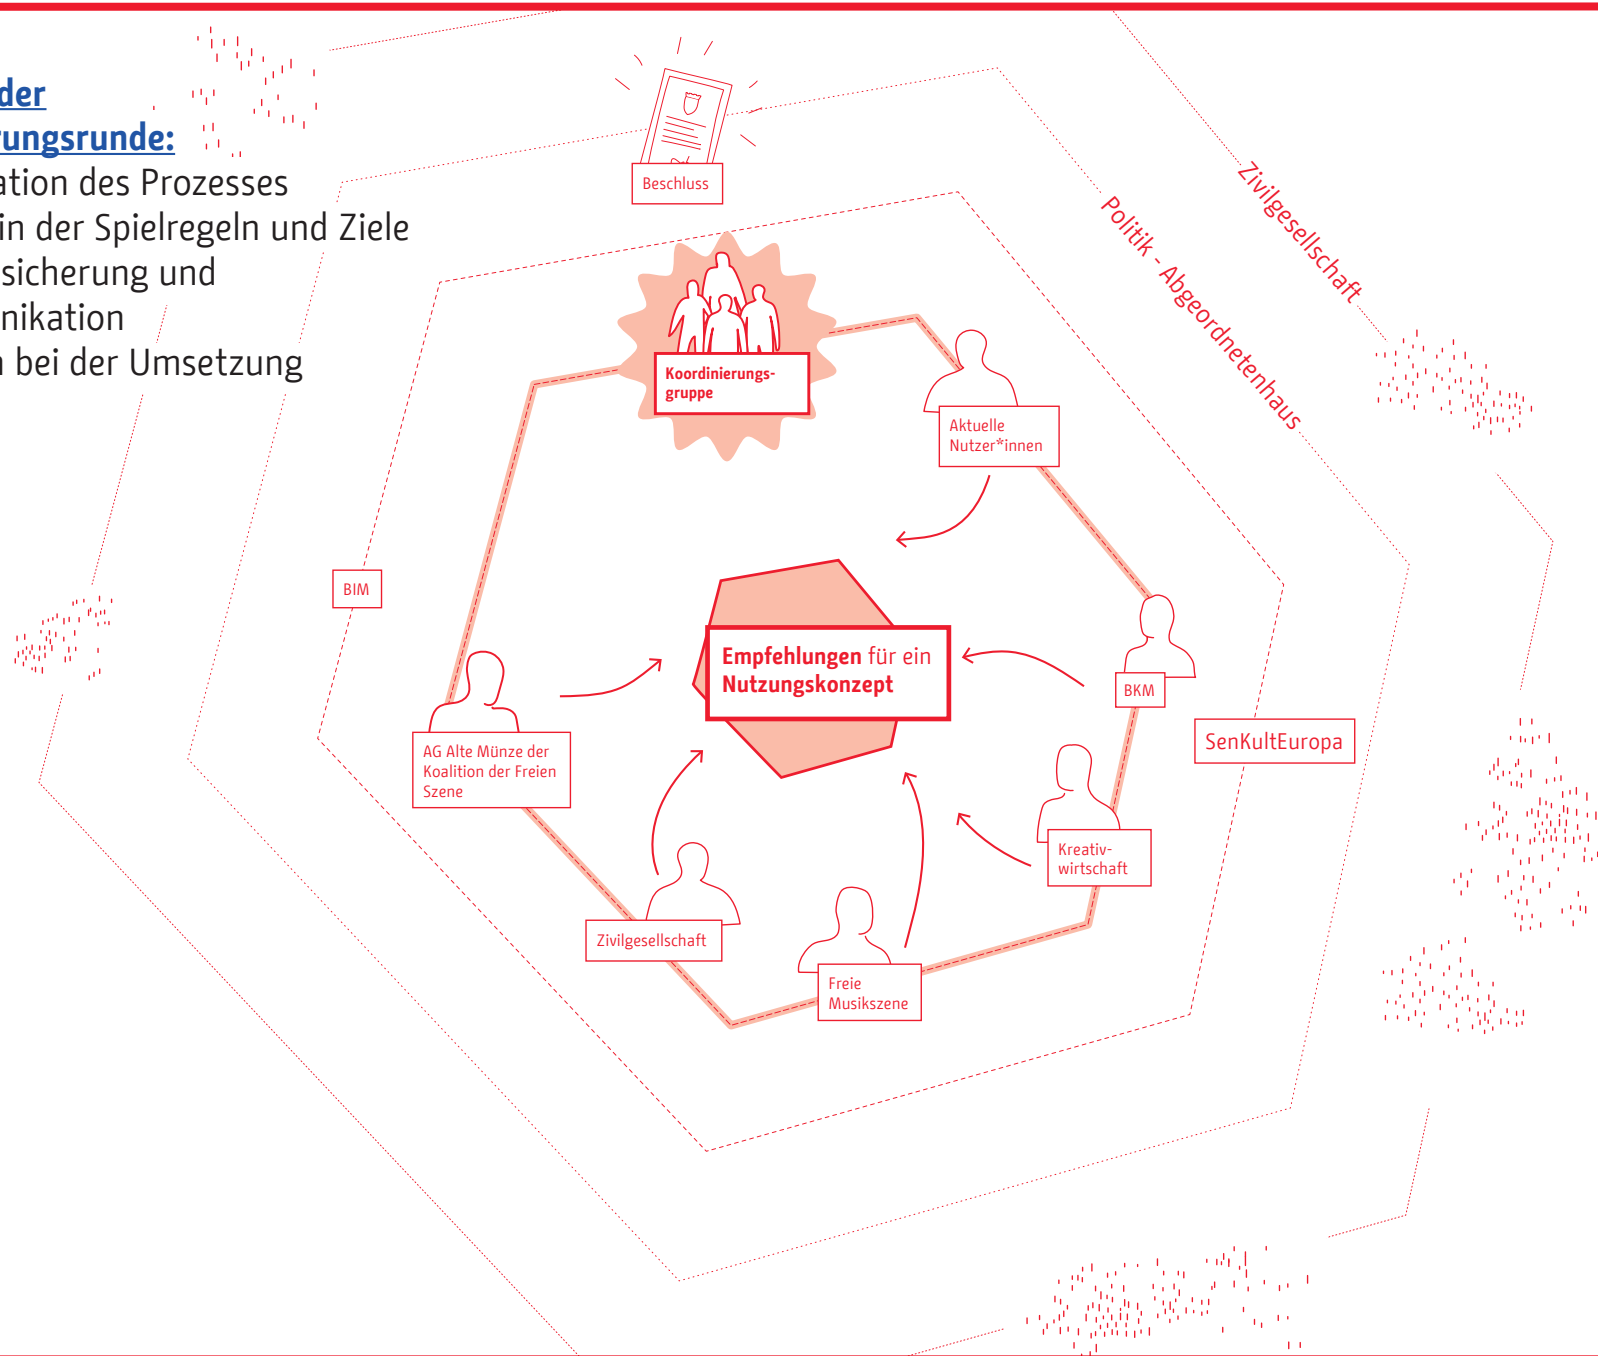 der
rungsrunde:
ation des Prozesses
in der Spielregeln und Ziele
sicherung und
nikation
n bei der Umsetzung
Beschluss
Zivilgesellschaft
Politik - Abgeordnetenhaus
Koordinierungs-
gruppe
Aktuelle
Nutzer*innen
BIM
Empfehlungen für ein
Nutzungskonzept
BKM
SenKultEuropa
AG Alte Münze der
Koalition der Freien
Szene
Kreativ-
wirtschaft
Zivilgesellschaft
Freie
Musikszene